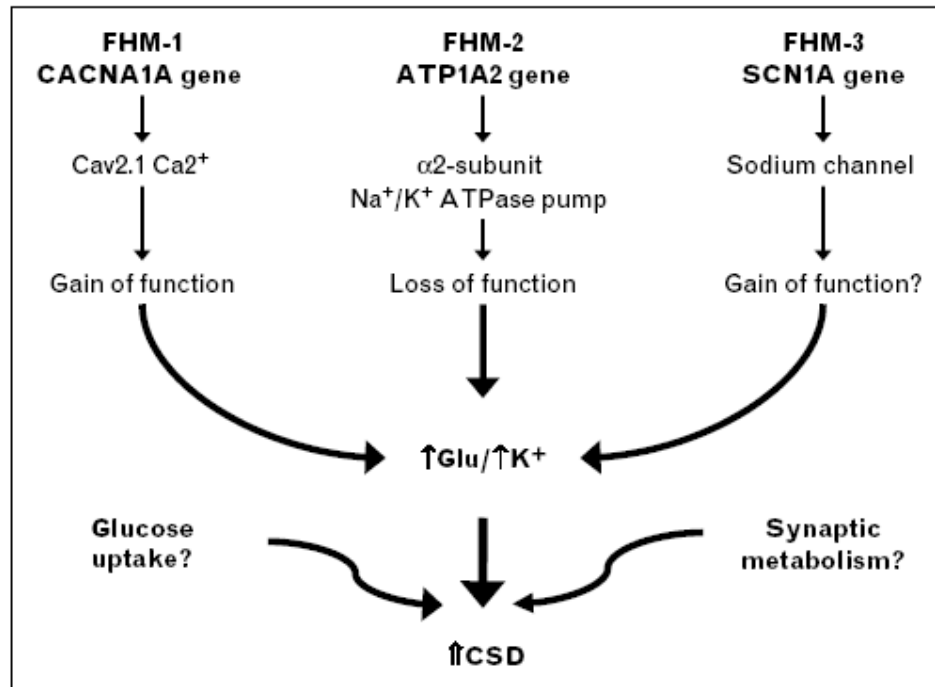 FHM-1
CACNA1A gene
FHM-2
ATP1A2 gene
FHM-3
SCN1A gene
Cav2.1 Ca2⁺
α2-subunit
Na⁺/K⁺ ATPase pump
Sodium channel
Gain of function
Loss of function
Gain of function?
↑Glu/↑K⁺
Glucose
uptake?
Synaptic
metabolism?
⇑CSD